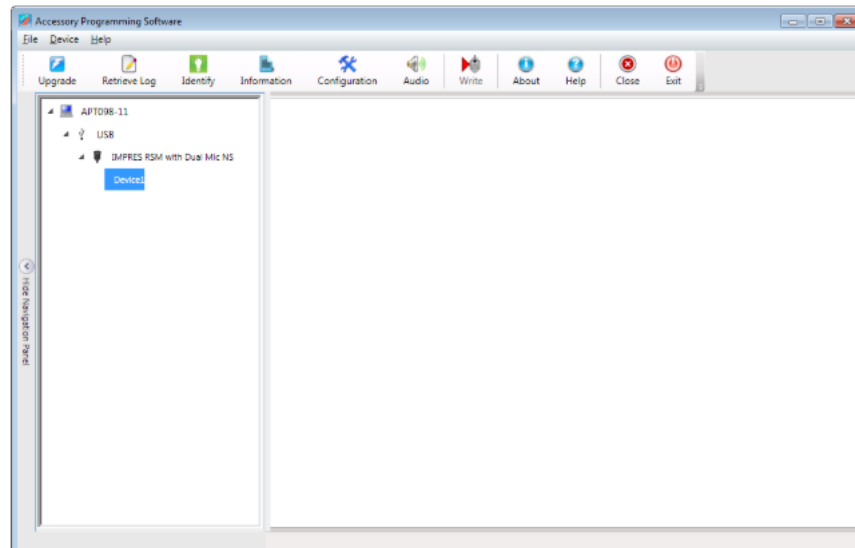 Accessory Programming Software
File Device Help
Upgrade Retrieve Log Identify Information Configuration Audio Write About Help Close Exit
APT098-11
USB
IMPRES RSM with Dual Mic NS
Device1
Hide Navigation Panel